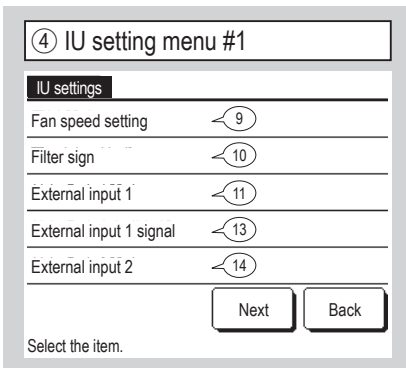 ④ IU setting menu #1
IU settings
Fan speed setting ⑨
Filter sign ⑩
External input 1 ⑪
External input 1 signal ⑬
External input 2 ⑭
Next Back
Select the item.